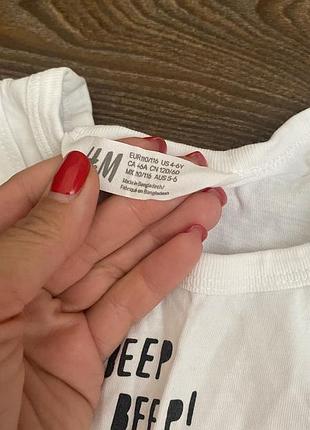 H&M
EUR 110/116 US 4-6Y
CA 4-6A CN 120/60
MX 110/116 AUS 5-6
Made in Bangladesh/
Fabriqué en Bangladesh
BEEP
BEEP!